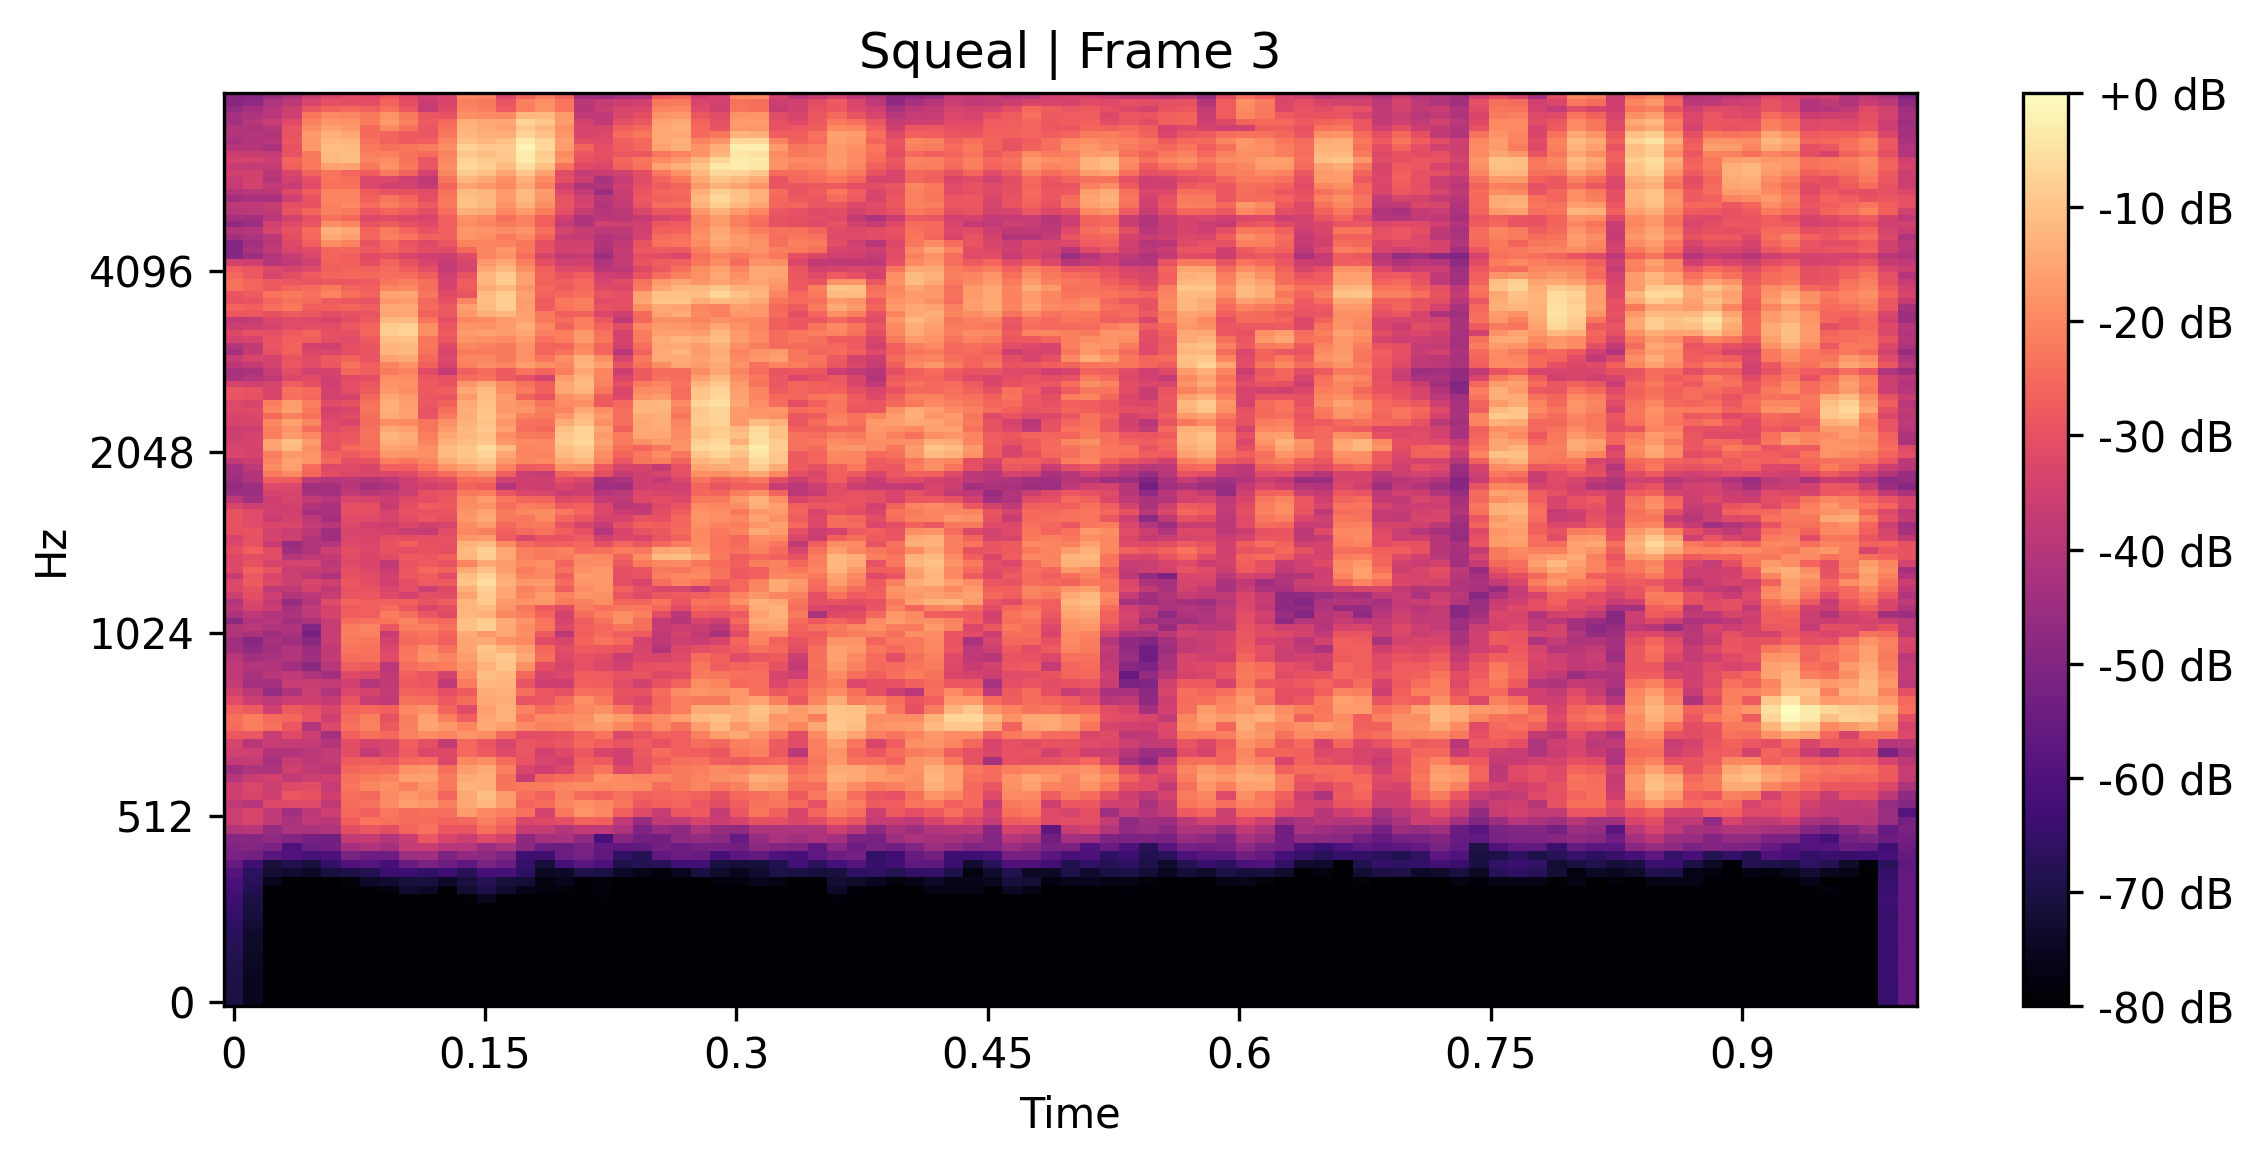 Squeal | Frame 3
+0 dB
-10 dB
-20 dB
-30 dB
-40 dB
-50 dB
-60 dB
-70 dB
-80 dB
Hz
4096
2048
1024
512
0
0 0.15 0.3 0.45 0.6 0.75 0.9
Time